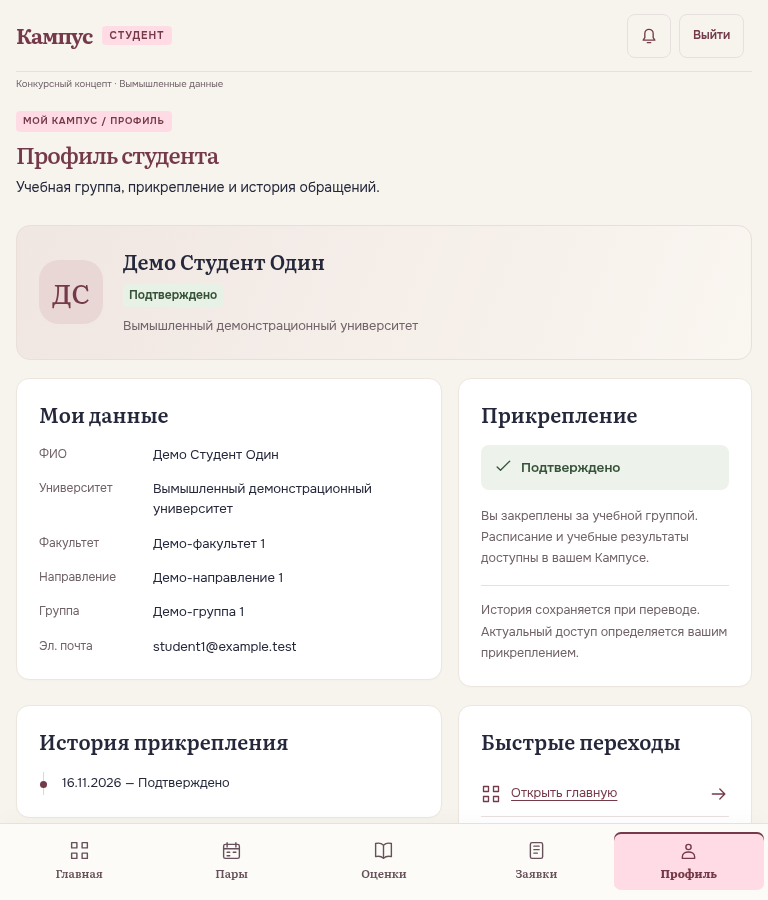 Кампус
СТУДЕНТ
Выйти
Конкурсный концепт · Вымышленные данные
МОЙ КАМПУС / ПРОФИЛЬ
Профиль студента
Учебная группа, прикрепление и история обращений.
ДС
Демо Студент Один
Подтверждено
Вымышленный демонстрационный университет
Мои данные
ФИО Демо Студент Один
Университет Вымышленный демонстрационный
университет
Факультет Демо-факультет 1
Направление Демо-направление 1
Группа Демо-группа 1
Эл. почта student1@example.test
Прикрепление
Подтверждено
Вы закреплены за учебной группой.
Расписание и учебные результаты
доступны в вашем Кампусе.
История сохраняется при переводе.
Актуальный доступ определяется вашим
прикреплением.
История прикрепления
16.11.2026 — Подтверждено
Быстрые переходы
Открыть главную
Главная
Пары
Оценки
Заявки
Профиль